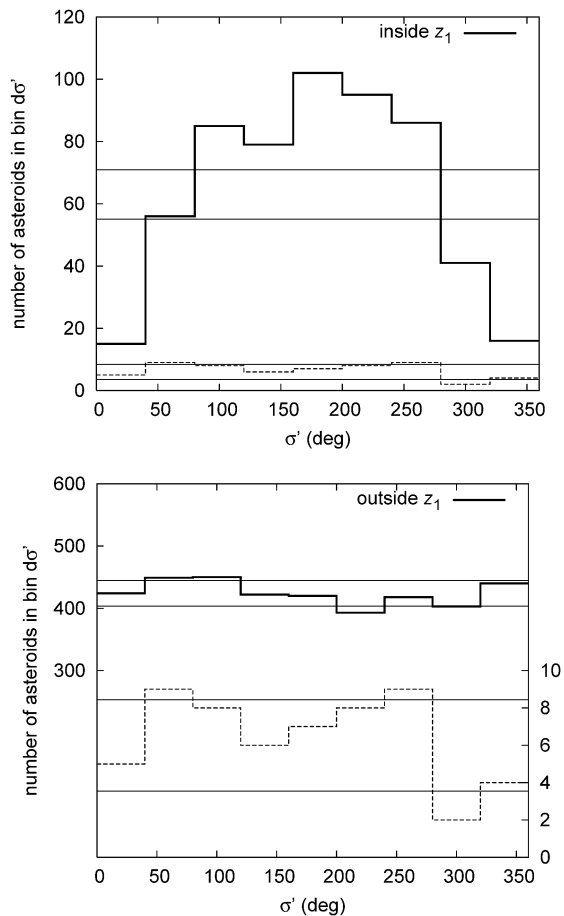 120
100
80
60
40
20
0
number of asteroids in bin dσ’
inside z1
0 50 100 150 200 250 300 350
σ’ (deg)
600
500
400
300
number of asteroids in bin dσ’
outside z1
10
8
6
4
2
0
0 50 100 150 200 250 300 350
σ’ (deg)